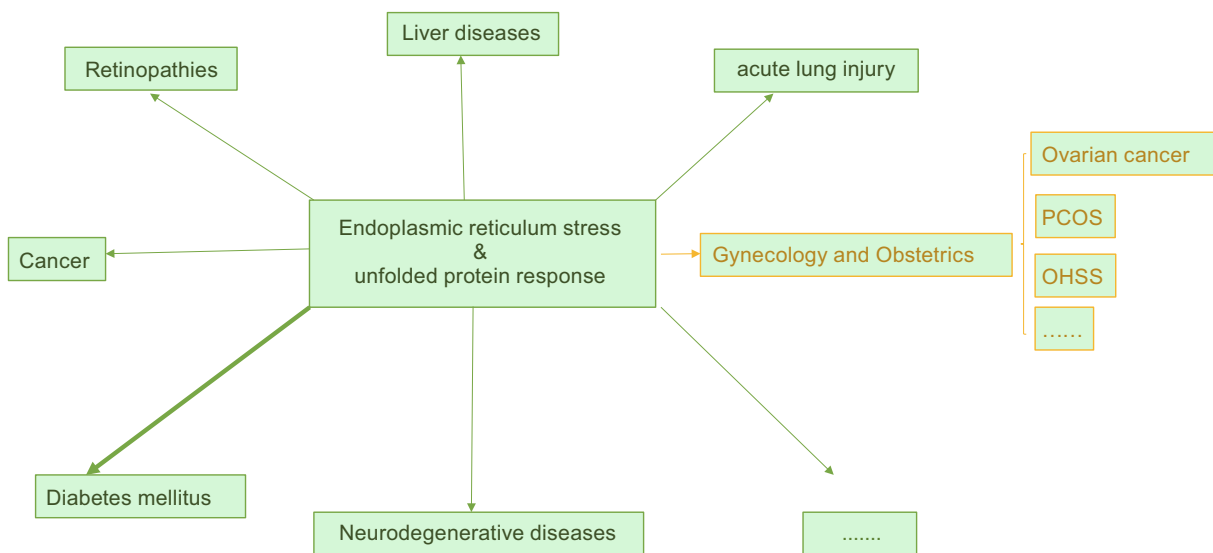 Liver diseases
Retinopathies
acute lung injury
Ovarian cancer
PCOS
Endoplasmic reticulum stress
&
unfolded protein response
Gynecology and Obstetrics
Cancer
OHSS
......
Diabetes mellitus
Neurodegenerative diseases
.......